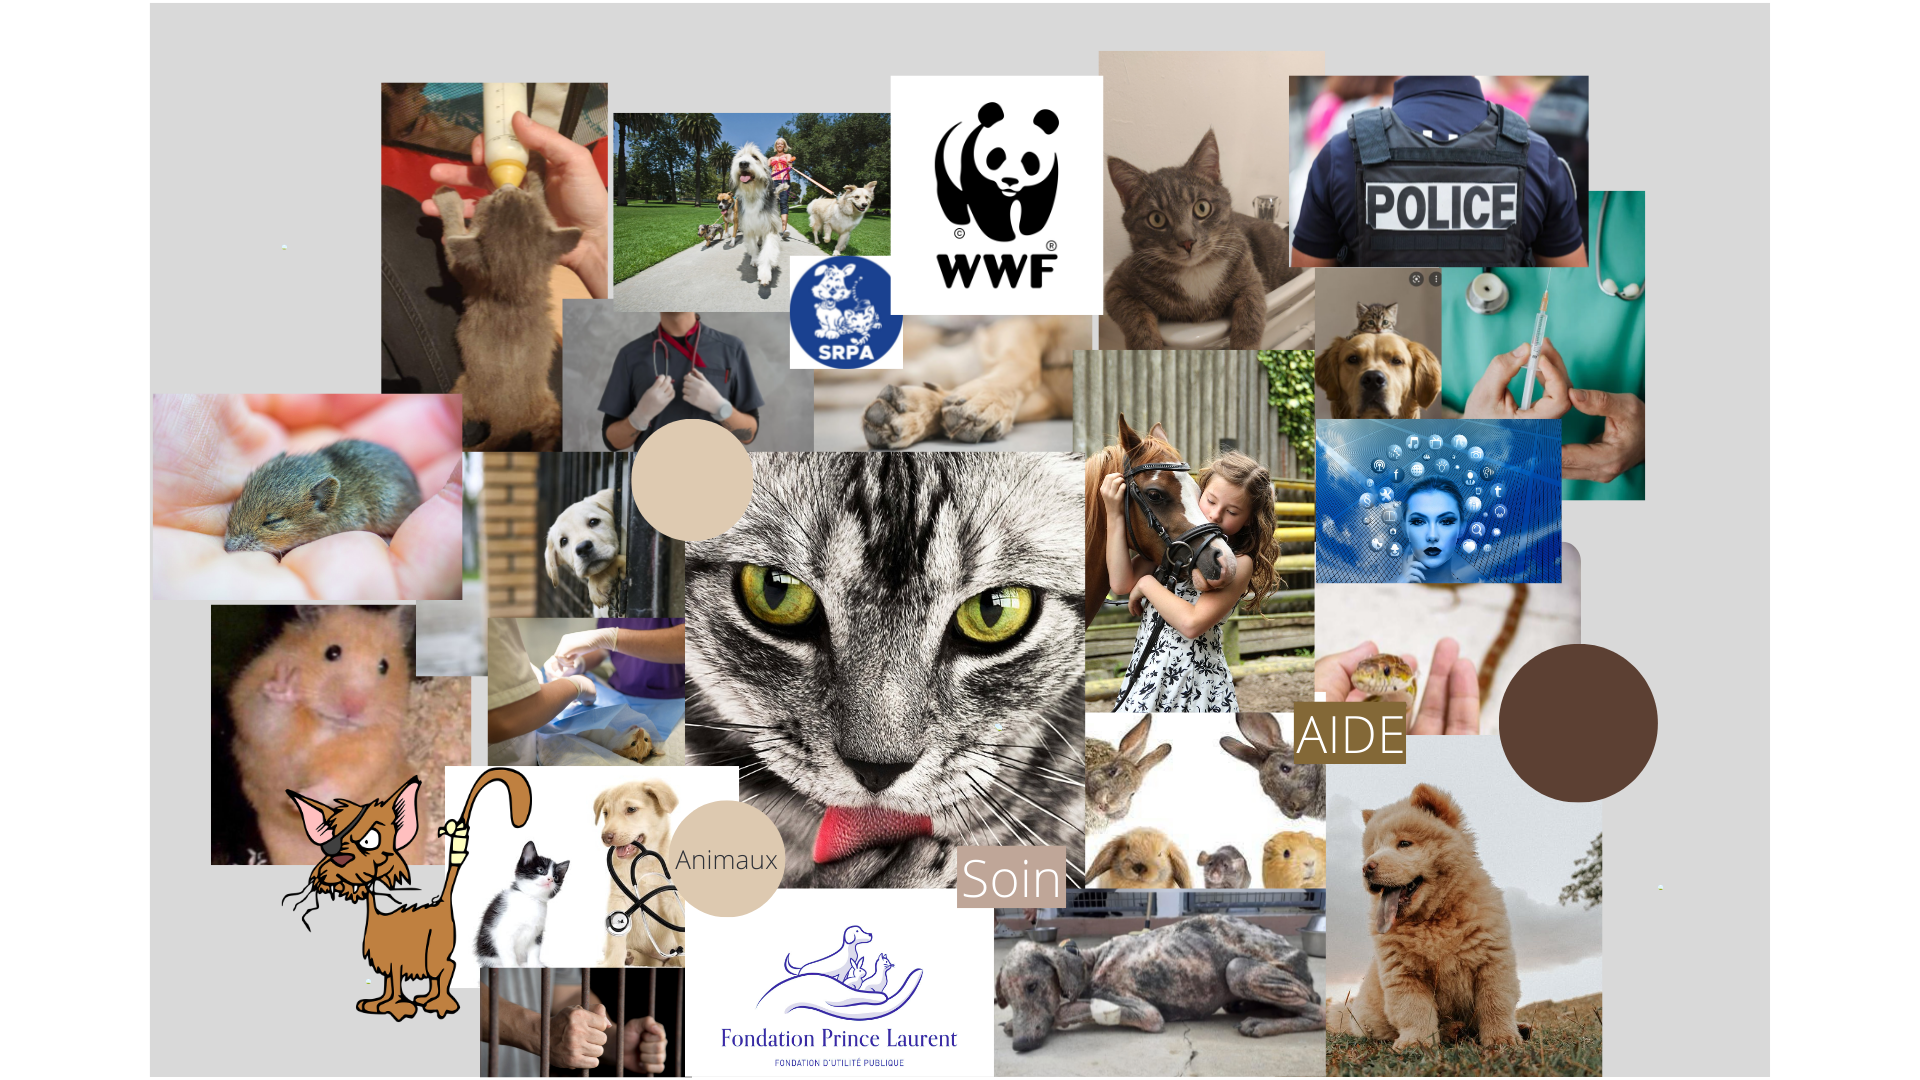 WWF
POLICE
SRPA
AIDE
Animaux
Soin
Fondation Prince Laurent
FONDATION D'UTILITÉ PUBLIQUE